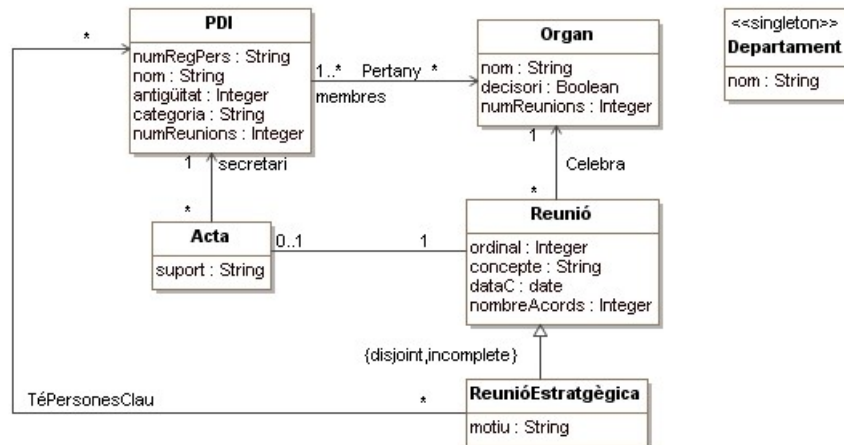 PDI
numRegPers : String
nom : String
antigüitat : Integer
categoria : String
numReunions : Integer
*
1..* Pertany *
membres
Organ
nom : String
decisori : Boolean
numReunions : Integer
<<singleton>>
Departament
nom : String
1 secretari
*
1
Celebra
*
Acta
suport : String
0..1 1
Reunió
ordinal : Integer
concepte : String
dataC : date
nombreAcords : Integer
{disjoint,incomplete}
TéPersonesClau *
ReunióEstratgègica
motiu : String